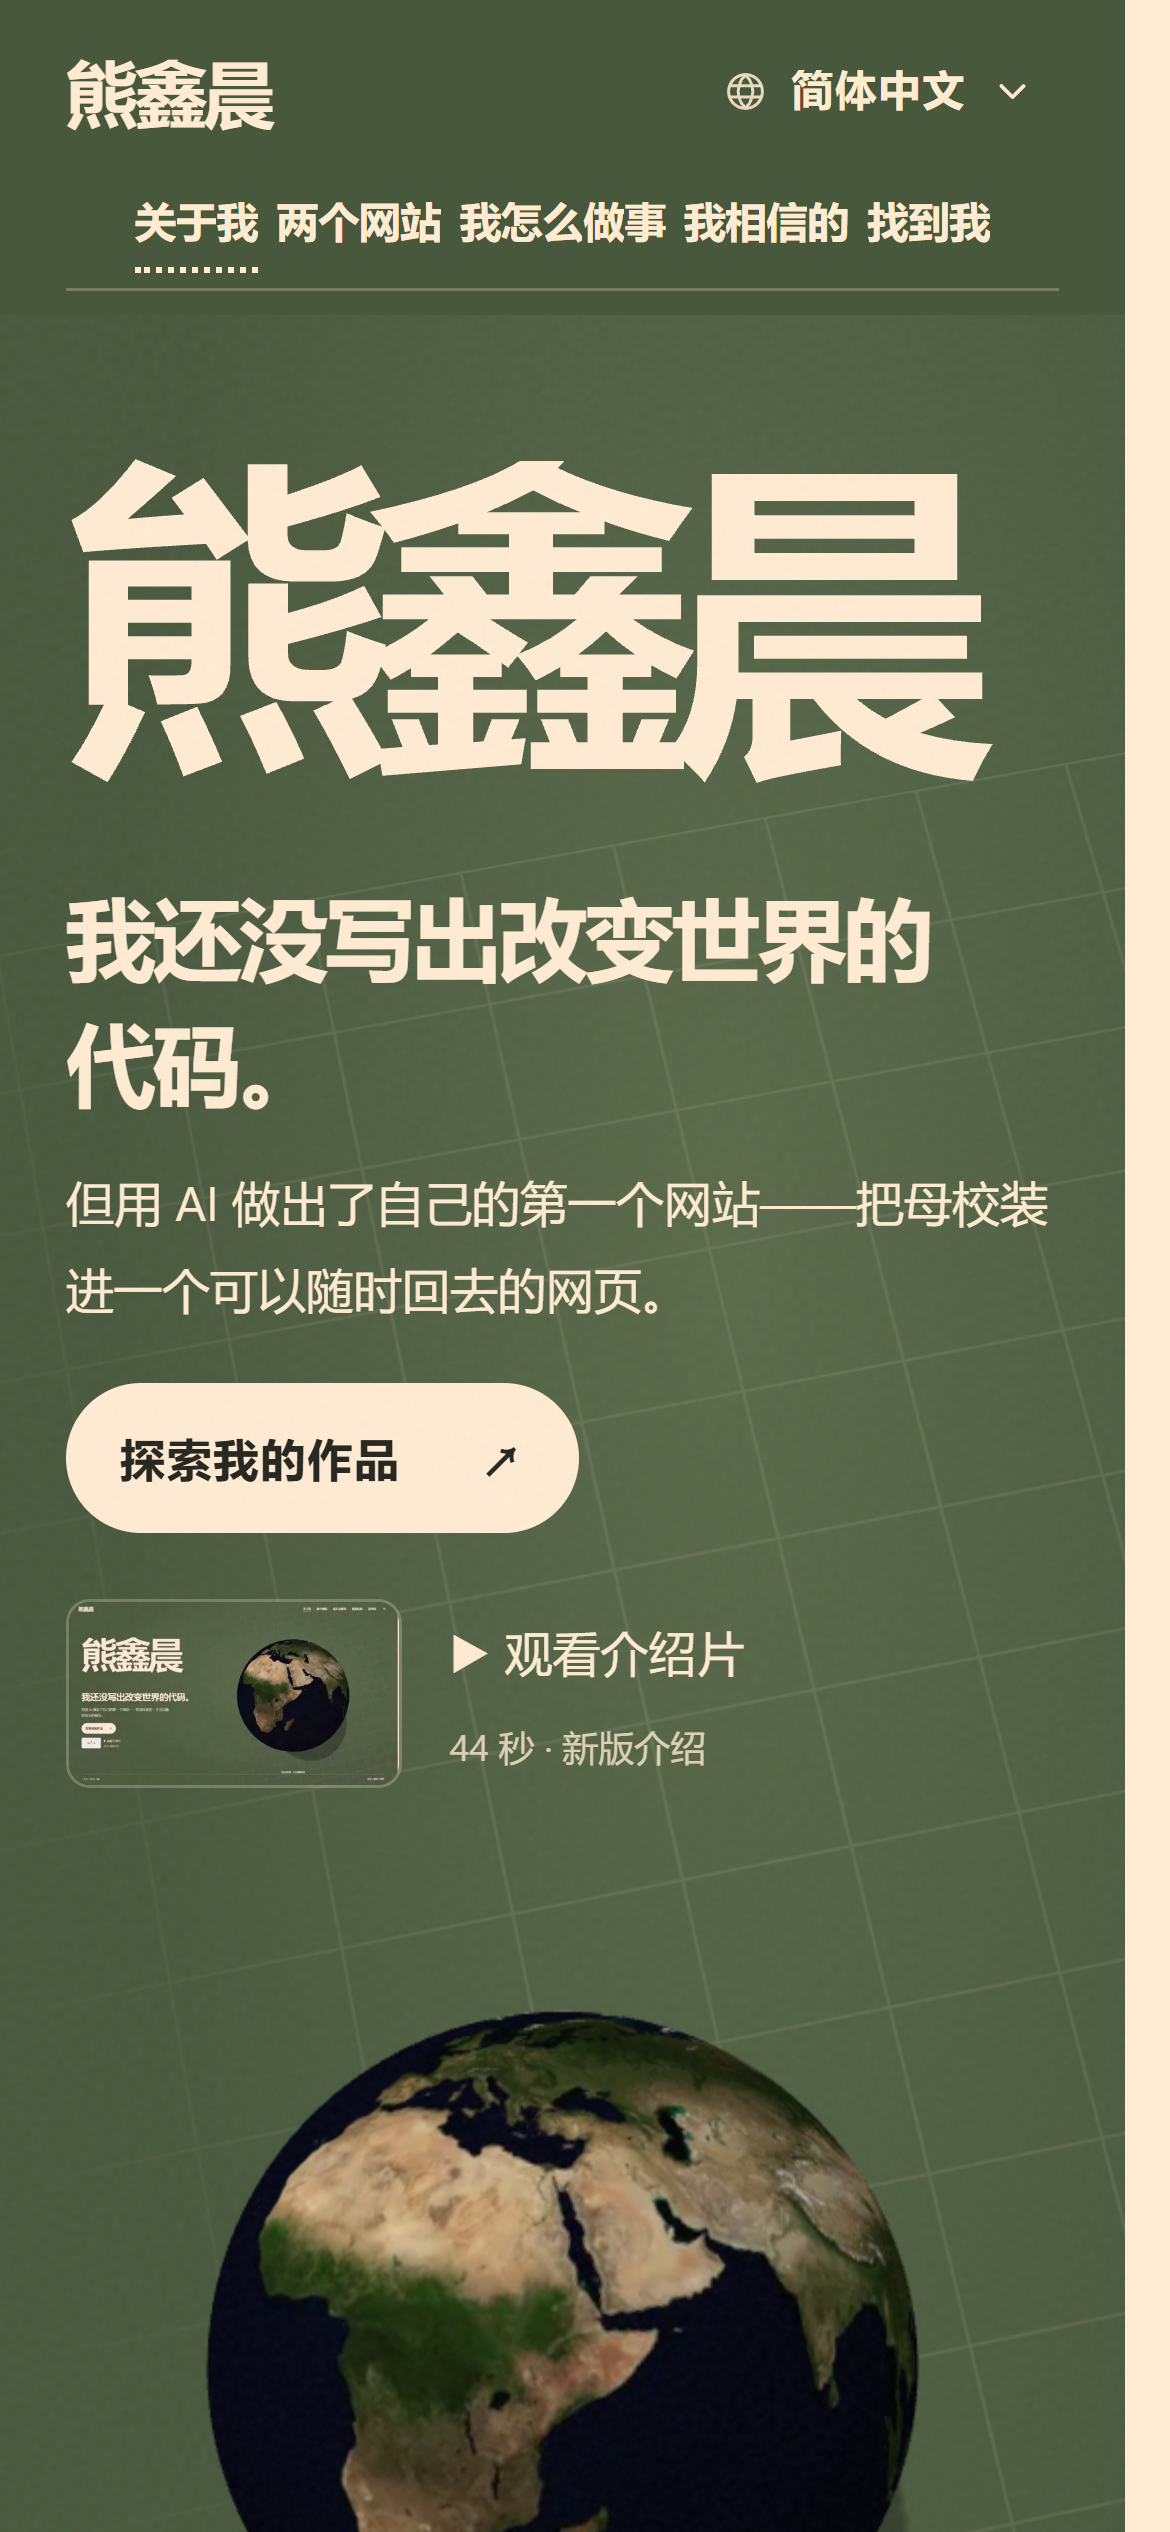 熊鑫晨
简体中文
关于我 两个网站 我怎么做事 我相信的 找到我
熊鑫晨
我还没写出改变世界的
代码。
但用 AI 做出了自己的第一个网站——把母校装
进一个可以随时回去的网页。
探索我的作品 ↗
▶ 观看介绍片
44 秒 · 新版介绍
熊鑫晨
我还没写出改变世界的代码。